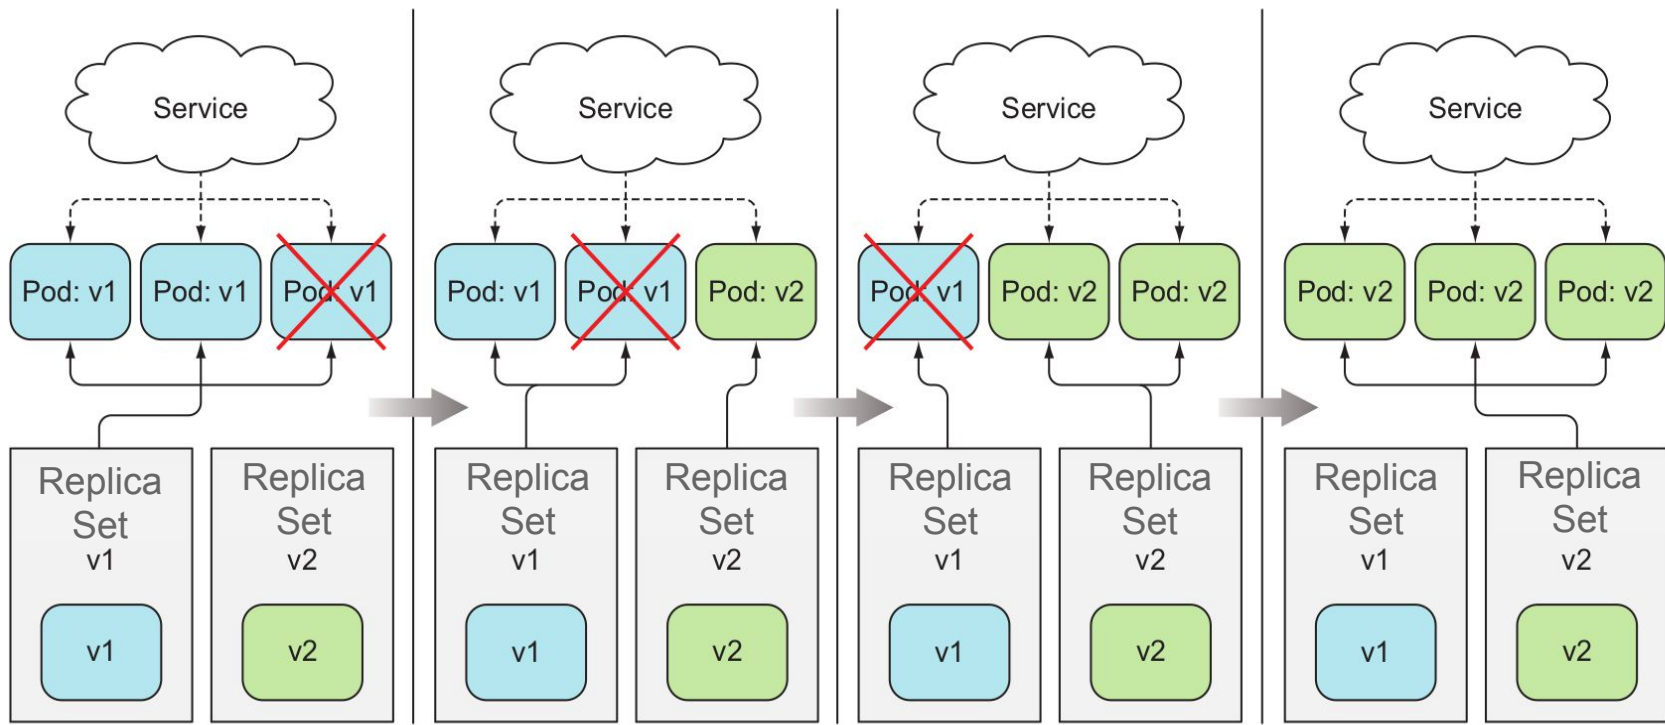 Service
Pod: v1
Pod: v1
Pod: v1
Replica
Set
v1
v1
Replica
Set
v2
v2
Service
Pod: v1
Pod: v1
Pod: v2
Replica
Set
v1
v1
Replica
Set
v2
v2
Service
Pod: v1
Pod: v2
Pod: v2
Replica
Set
v1
v1
Replica
Set
v2
v2
Service
Pod: v2
Pod: v2
Pod: v2
Replica
Set
v1
v1
Replica
Set
v2
v2